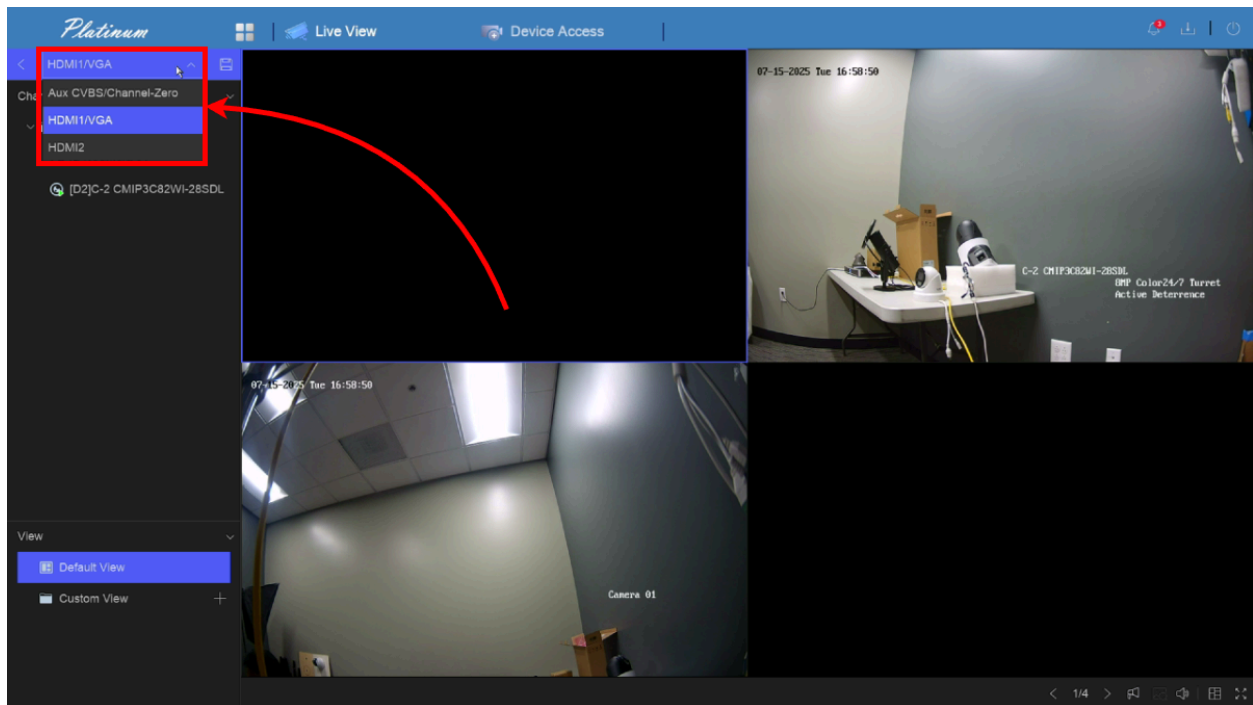 Platinum
Live View
Device Access
3
HDMI1/VGA
Cha
Aux CVBS/Channel-Zero
HDMI1/VGA
HDMI2
[D2]C-2 CMIP3C82WI-28SDL
07-15-2025 Tue 16:58:50
C-2 CMIP3C82WI-28SDL
8MP Color24/7 Turret
Active Deterrence
07-15-2025 Tue 16:58:50
Camera 01
View
Default View
Custom View
1/4